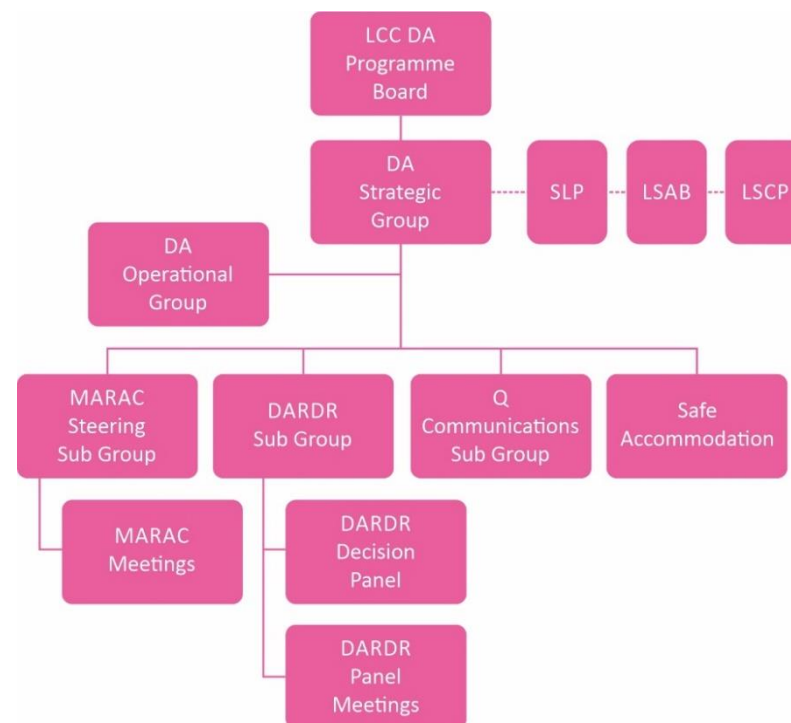 LCC DA
Programme
Board
DA
Strategic
Group
SLP
LSAB
LSCP
DA
Operational
Group
MARAC
Steering
Sub Group
DARDR
Sub Group
Q
Communications
Sub Group
Safe
Accommodation
MARAC
Meetings
DARDR
Decision
Panel
DARDR
Panel
Meetings